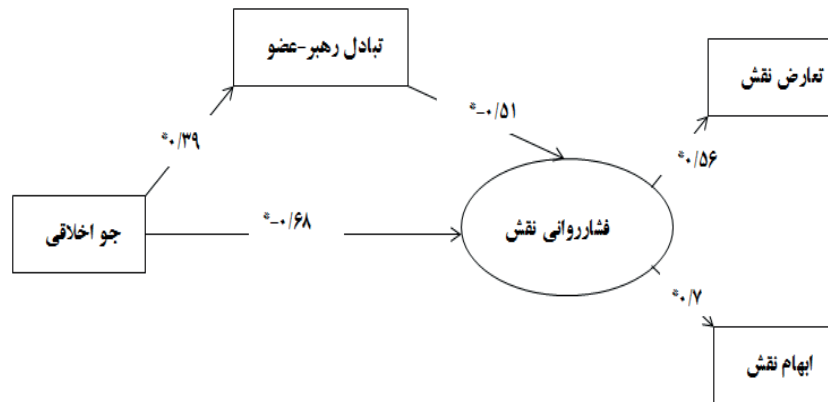 تبادل رهبر-عضو
تعارض نقش
*-۰/۵۱
*۰/۳۹
*۰/۵۶
*-۰/۶۸
جو اخلاقی
فشارروانی نقش
*۰/۷
ابهام نقش